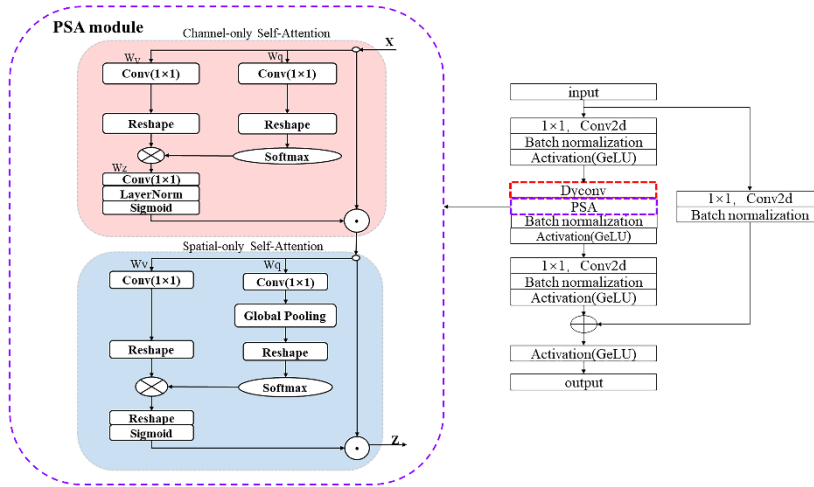 PSA module
Channel-only Self-Attention
X
Wv
Wq
Conv(1×1)
Conv(1×1)
Reshape
Reshape
Softmax
Wz
Conv(1×1)
LayerNorm
Sigmoid
Spatial-only Self-Attention
Wv
Wq
Conv(1×1)
Conv(1×1)
Global Pooling
Reshape
Reshape
Softmax
Reshape
Sigmoid
Z
input
1×1, Conv2d
Batch normalization
Activation(GeLU)
Dyconv
PSA
Batch normalization
Activation(GeLU)
1×1, Conv2d
Batch normalization
1×1, Conv2d
Batch normalization
Activation(GeLU)
Activation(GeLU)
output